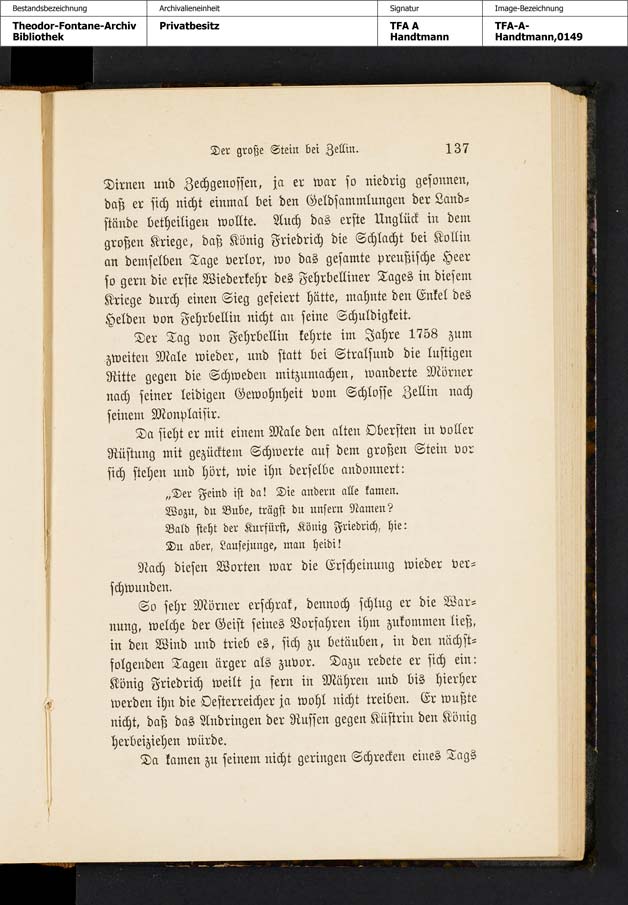 Bestandsbezeichnung Archivalieneinheit Signatur Image-Bezeichnung
Theodor-Fontane-Archiv Privatbesitz TFA A TFA-A-
Bibliothek Handtmann Handtmann,0149
Der große Stein bei Zellin. 137
Dirnen und Zechgenossen, ja er war so niedrig gesonnen,
daß er sich nicht einmal bei den Geldsammlungen der Land-
stände betheiligen wollte. Auch das erste Unglück in dem
großen Kriege, daß König Friedrich die Schlacht bei Kollin
an demselben Tage verlor, wo das gesamte preußische Heer
so gern die erste Wiederkehr des Fehrbelliner Tages in diesem
Kriege durch einen Sieg gefeiert hätte, mahnte den Enkel des
Helden von Fehrbellin nicht an seine Schuldigkeit.
Der Tag von Fehrbellin kehrte im Jahre 1758 zum
zweiten Male wieder, und statt bei Stralsund die lustigen
Ritte gegen die Schweden mitzumachen, wanderte Mörner
nach seiner leidigen Gewohnheit vom Schlosse Zellin nach
seinem Monplaisir.
Da sieht er mit einem Male den alten Obersten in voller
Rüstung mit gezücktem Schwerte auf dem großen Stein vor
sich stehen und hört, wie ihn derselbe andonnert:
„Der Feind ist da! Die andern alle kamen.
Wozu, du Bube, trägst du unsern Namen?
Bald steht der Kurfürst, König Friedrich, hie:
Du aber, Lausejunge, man heidi!
Nach diesen Worten war die Erscheinung wieder ver-
schwunden.
So sehr Mörner erschrak, dennoch schlug er die War-
nung, welche der Geist seines Vorfahren ihm zukommen ließ,
in den Wind und trieb es, sich zu betäuben, in den nächst-
folgenden Tagen ärger als zuvor. Dazu redete er sich ein:
König Friedrich weilt ja fern in Mähren und bis hierher
werden ihn die Oesterreicher ja wohl nicht treiben. Er wußte
nicht, daß das Andringen der Russen gegen Küstrin den König
herbeiziehen würde.
Da kamen zu seinem nicht geringen Schrecken eines Tags